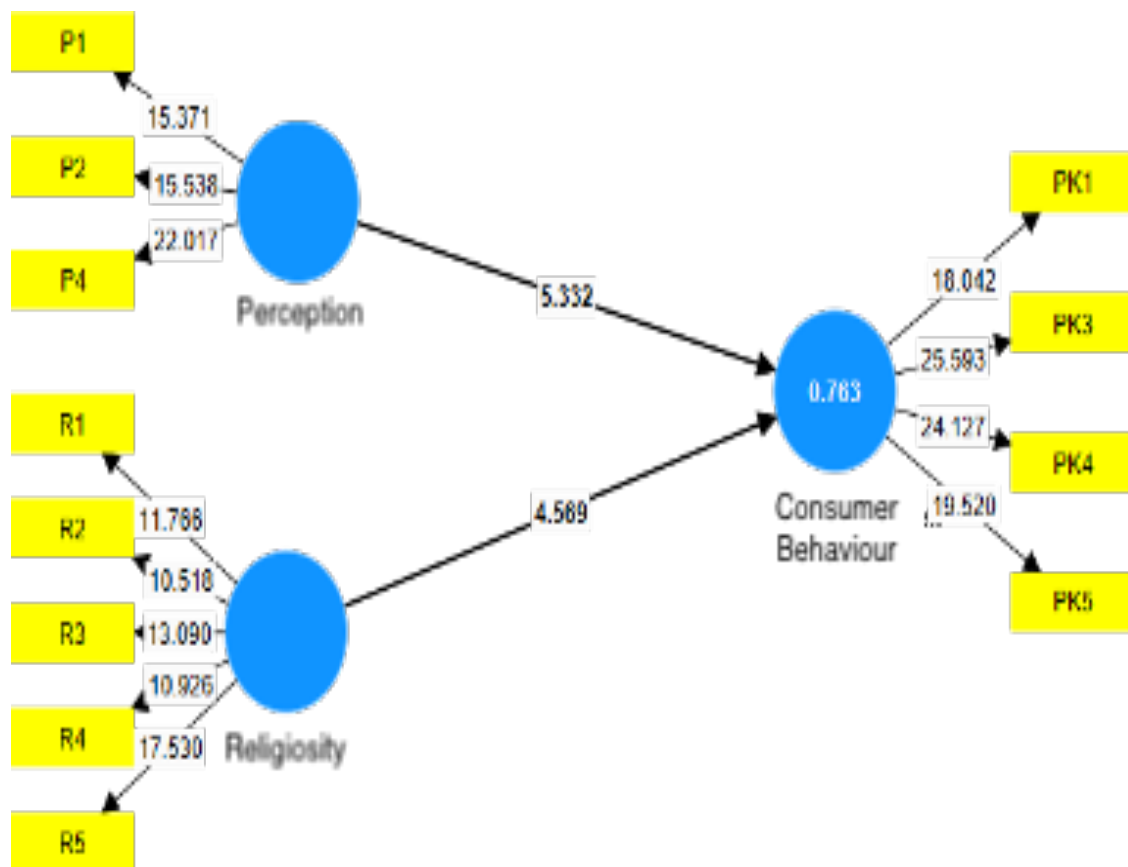 P1
15.371
P2
15.538
22.017
P4
Perception
5.332
PK1
18.042
PK3
25.593
0.763
24.127
PK4
Consumer
Behaviour
19.520
PK5
R1
11.766
R2
10.518
R3
13.090
10.926
R4
17.530
Religiosity
R5
4.569